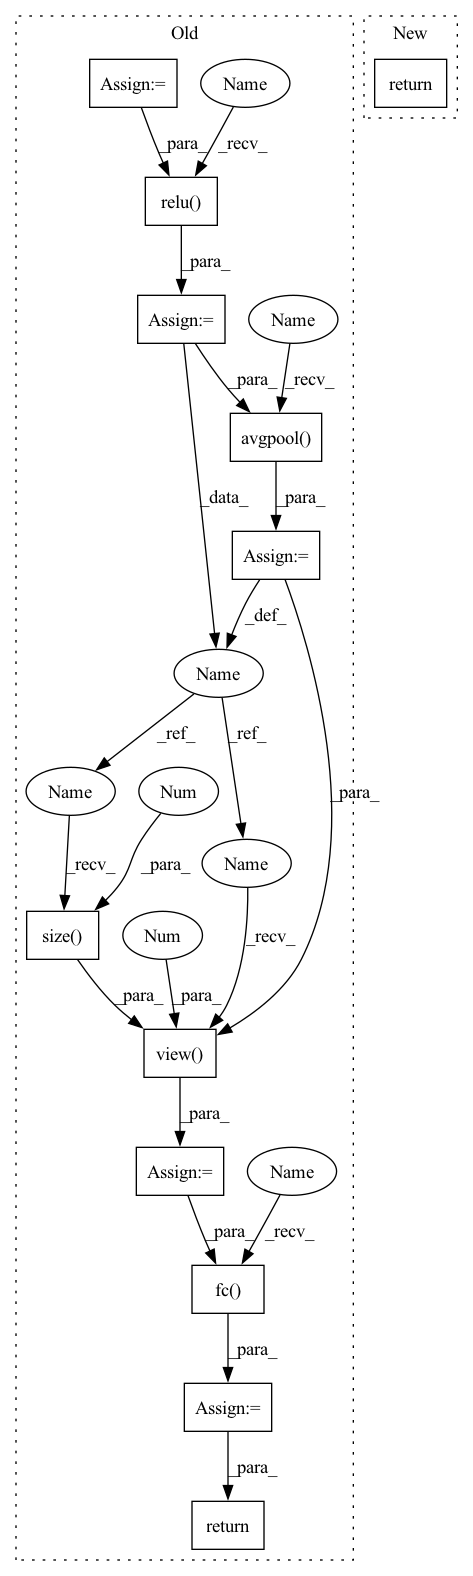 Old
New
Assign:=
Name
return
_para_
_recv_
relu()
_para_
Assign:=
Name
_para_
_recv_
avgpool()
_data_
_para_
Assign:=
_def_
Name
_ref_
_ref_
_para_
Name
Num
Name
_recv_
_para_
size()
Num
_recv_
_para_
_para_
view()
_para_
Assign:=
Name
_para_
_recv_
fc()
_para_
Assign:=
_para_
return